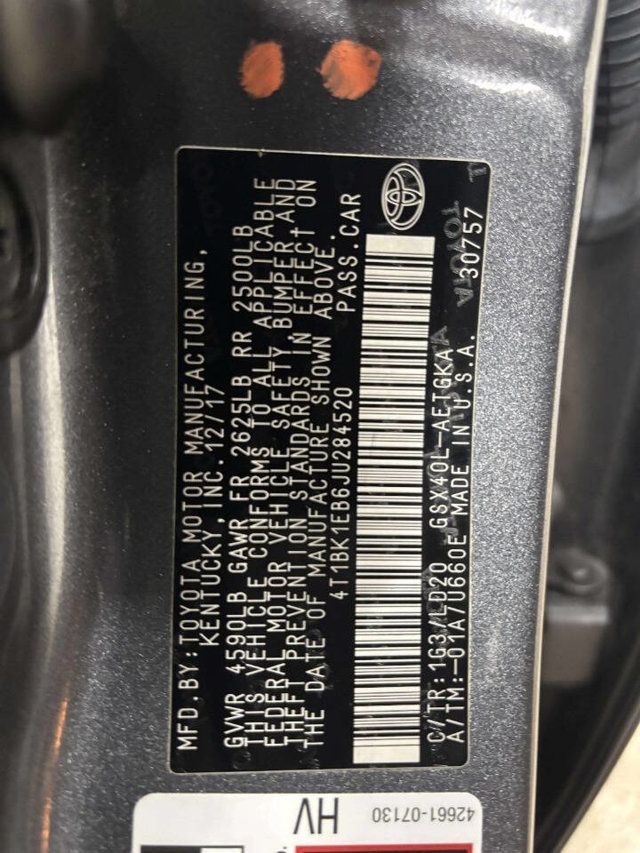 MFD.BY:TOYOTA MOTOR MANUFACTURING,
KENTUCKY, INC.12/17
GVWR 4590LB GAWR FR 2625LB RR 2500LB
THIS VEHICLE CONFORMS TO ALL APPLICABLE
FEDERAL MOTOR VEHICLE SAFETY, BUMPER,AND
THEFT PREVENTION STANDARDS IN EFFECT ON
THE DATE OF MANUFACTURE SHOWN ABOVE.
4T1BK1EB6JU284520 PASS.CAR
C/TR:1G3/LD20 GSX40L-AETGKA
A/TM:-01A/U660E MADE IN U.S.A. 30757
TOYOTA
HV
42661-07130